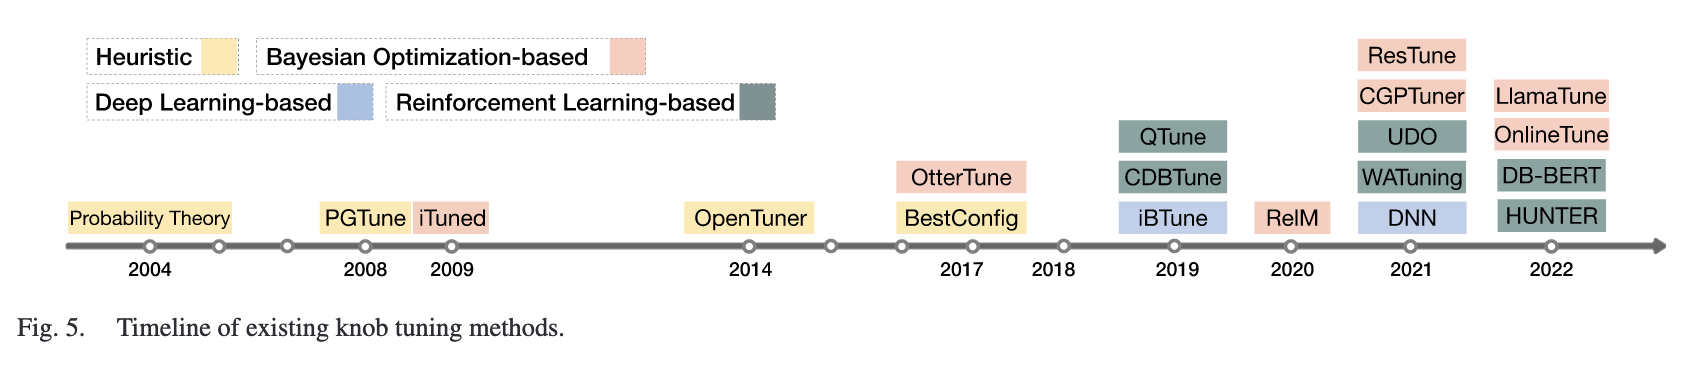 Heuristic
Bayesian Optimization-based
Deep Learning-based
Reinforcement Learning-based
ResTune
CGPTuner
LlamaTune
QTune
UDO
OnlineTune
OtterTune
CDBTune
WATuning
DB-BERT
Probability Theory
PGTune
iTuned
OpenTuner
BestConfig
iBTune
RelM
DNN
HUNTER
2004
2008
2009
2014
2017
2018
2019
2020
2021
2022
Fig. 5. Timeline of existing knob tuning methods.